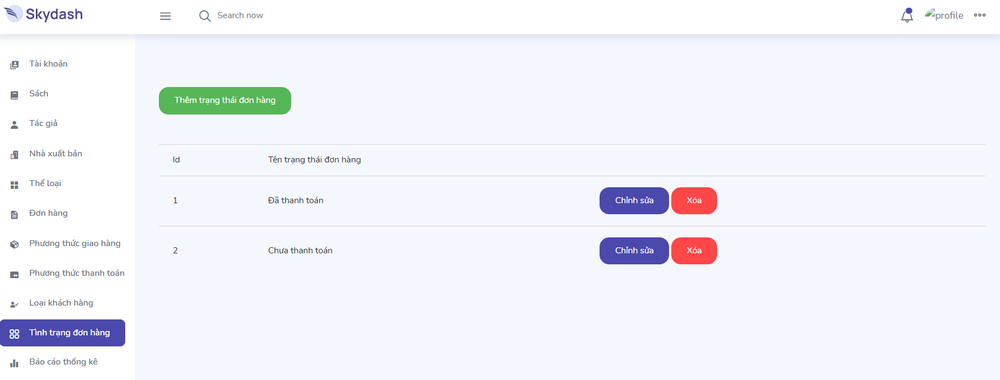 Skydash
Search now
profile
Tài khoản
Sách
Tác giả
Nhà xuất bản
Thể loại
Đơn hàng
Phương thức giao hàng
Phương thức thanh toán
Loại khách hàng
Tình trạng đơn hàng
Báo cáo thống kê
Thêm trạng thái đơn hàng
Id Tên trạng thái đơn hàng
1 Đã thanh toán Chỉnh sửa Xóa
2 Chưa thanh toán Chỉnh sửa Xóa